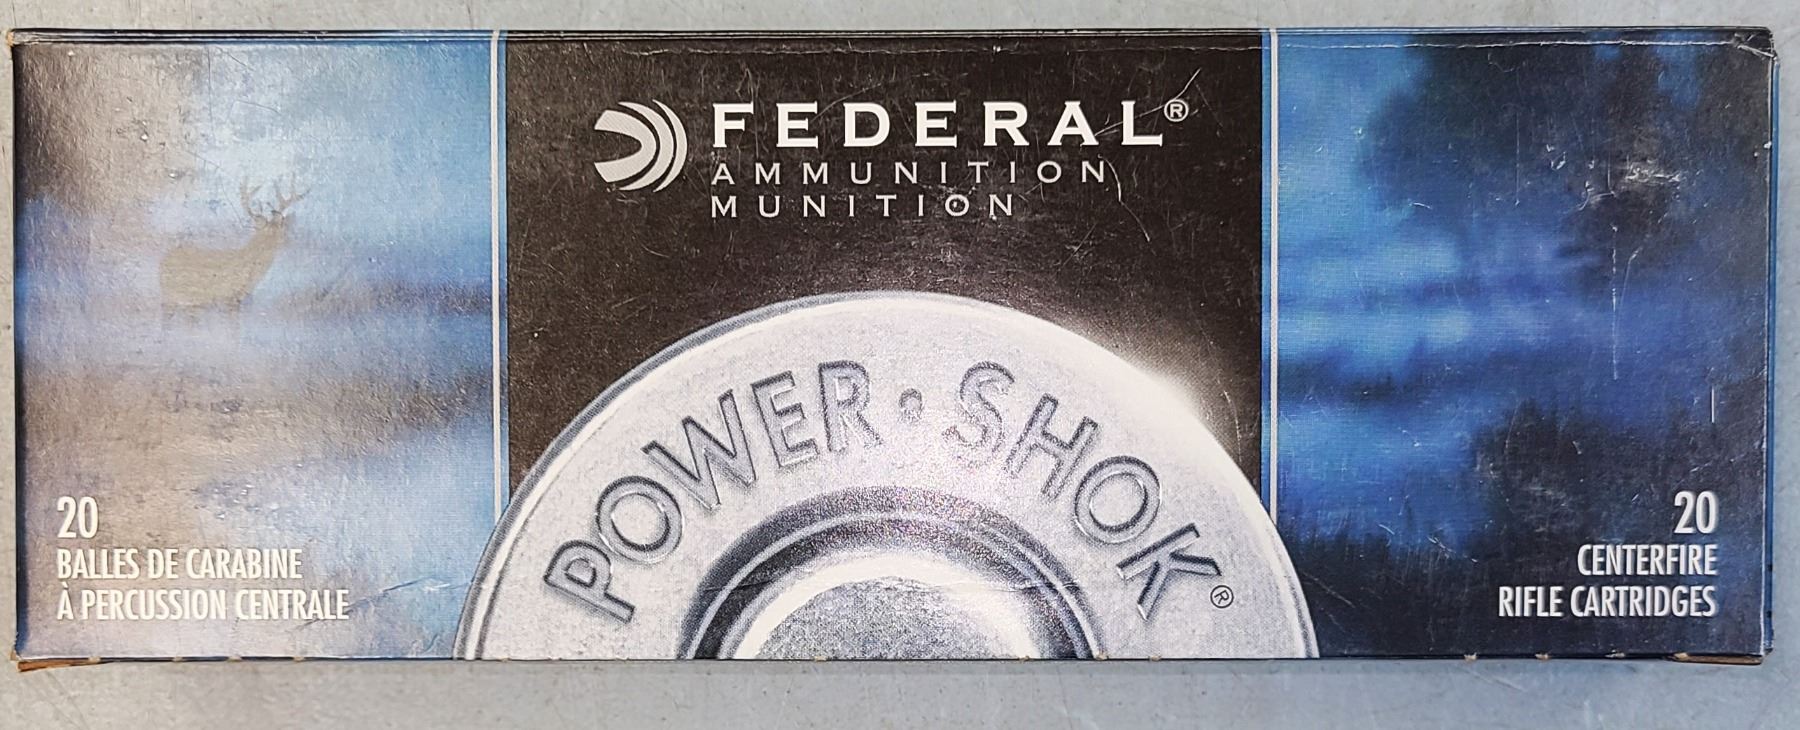 FEDERAL®
AMMUNITION
MUNITION
POWER·SHOK®
20
BALLES DE CARABINE
À PERCUSSION CENTRALE
20
CENTERFIRE
RIFLE CARTRIDGES